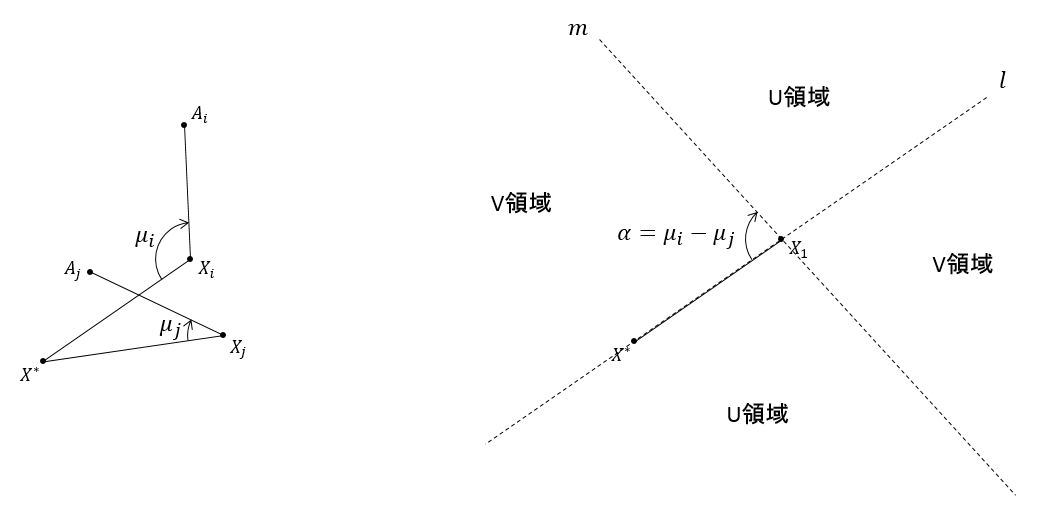 A_i
μ_i
A_j
X_i
μ_j
X_j
X*
m
l
U領域
V領域
α = μ_i − μ_j
X_1
V領域
X*
U領域